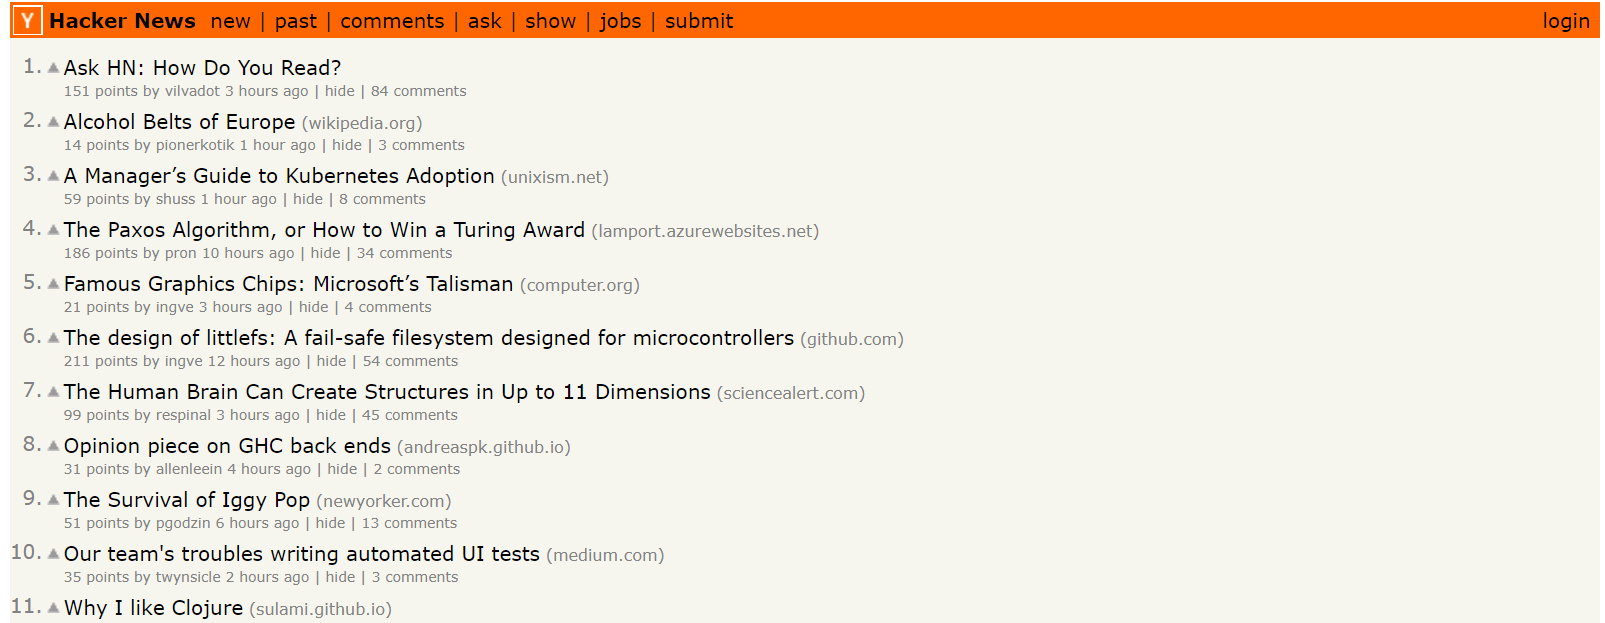 Y Hacker News new | past | comments | ask | show | jobs | submit login
1. Ask HN: How Do You Read?
151 points by vilvadot 3 hours ago | hide | 84 comments
2. Alcohol Belts of Europe (wikipedia.org)
14 points by pionerkotik 1 hour ago | hide | 3 comments
3. A Manager’s Guide to Kubernetes Adoption (unixism.net)
59 points by shuss 1 hour ago | hide | 8 comments
4. The Paxos Algorithm, or How to Win a Turing Award (lamport.azurewebsites.net)
186 points by pron 10 hours ago | hide | 34 comments
5. Famous Graphics Chips: Microsoft’s Talisman (computer.org)
21 points by ingve 3 hours ago | hide | 4 comments
6. The design of littlefs: A fail-safe filesystem designed for microcontrollers (github.com)
211 points by ingve 12 hours ago | hide | 54 comments
7. The Human Brain Can Create Structures in Up to 11 Dimensions (sciencealert.com)
99 points by respinal 3 hours ago | hide | 45 comments
8. Opinion piece on GHC back ends (andreaspk.github.io)
31 points by allenleein 4 hours ago | hide | 2 comments
9. The Survival of Iggy Pop (newyorker.com)
51 points by pgodzin 6 hours ago | hide | 13 comments
10. Our team's troubles writing automated UI tests (medium.com)
35 points by twynsicle 2 hours ago | hide | 3 comments
11. Why I like Clojure (sulami.github.io)